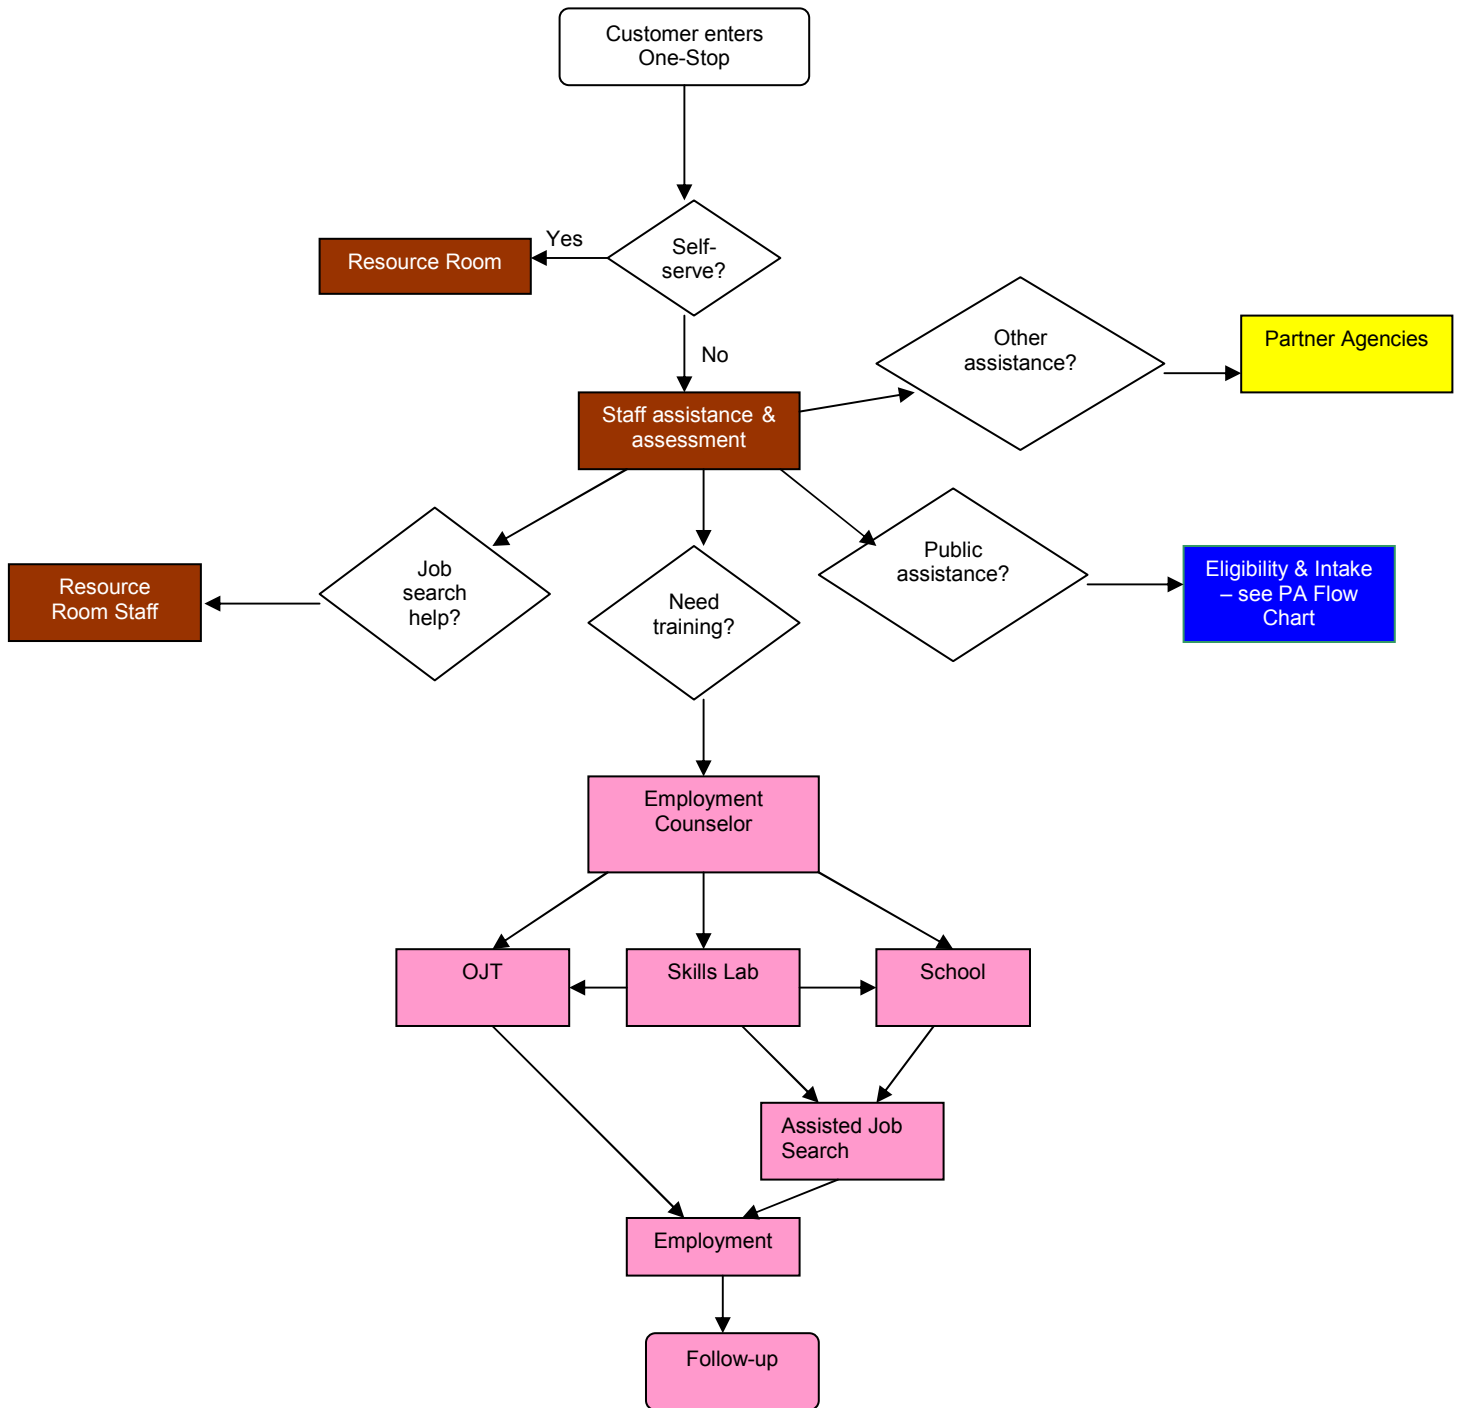 Customer enters
One-Stop
Yes
Self-
serve?
Resource Room
No
Other
assistance?
Partner Agencies
Staff assistance &
assessment
Job
search
help?
Resource
Room Staff
Need
training?
Public
assistance?
Eligibility & Intake
– see PA Flow
Chart
Employment
Counselor
OJT
Skills Lab
School
Assisted Job
Search
Employment
Follow-up